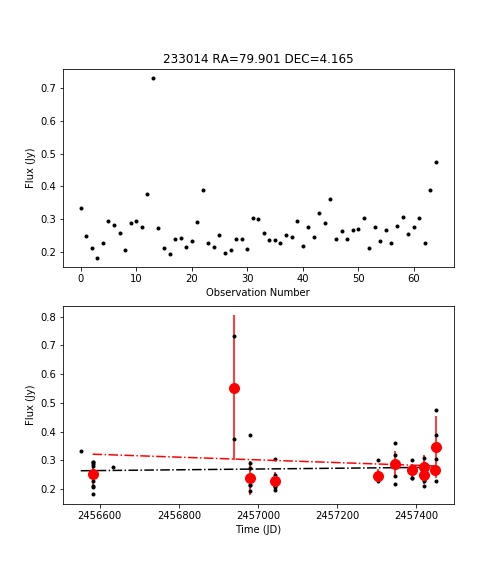 233014 RA=79.901 DEC=4.165
Flux (Jy)
0.7
0.6
0.5
0.4
0.3
0.2
0 10 20 30 40 50 60
Observation Number
Flux (Jy)
0.8
0.7
0.6
0.5
0.4
0.3
0.2
2456600 2456800 2457000 2457200 2457400
Time (JD)